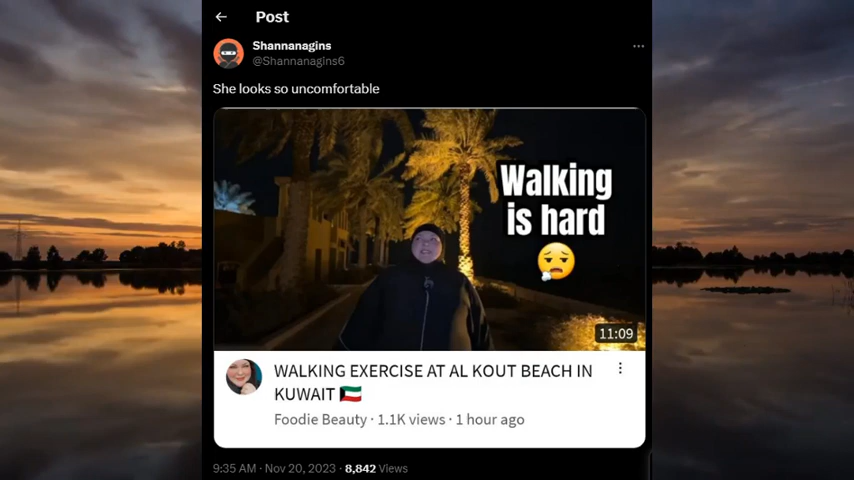 Post
Shannanagins
@Shannanagins6
She looks so uncomfortable
Walking
is hard
11:09
WALKING EXERCISE AT AL KOUT BEACH IN
KUWAIT 🇰🇼
Foodie Beauty · 1.1K views · 1 hour ago
9:35 AM · Nov 20, 2023 · 8,842 Views